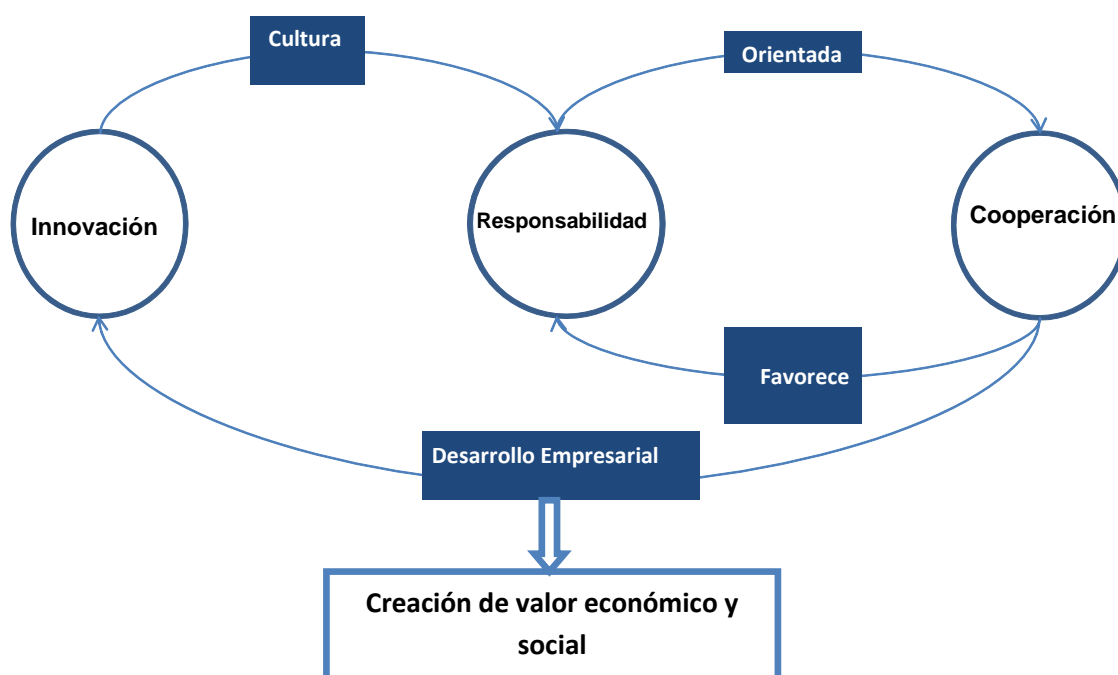 Cultura
Orientada
Innovación
Responsabilidad
Cooperación
Favorece
Desarrollo Empresarial
Creación de valor económico y
social